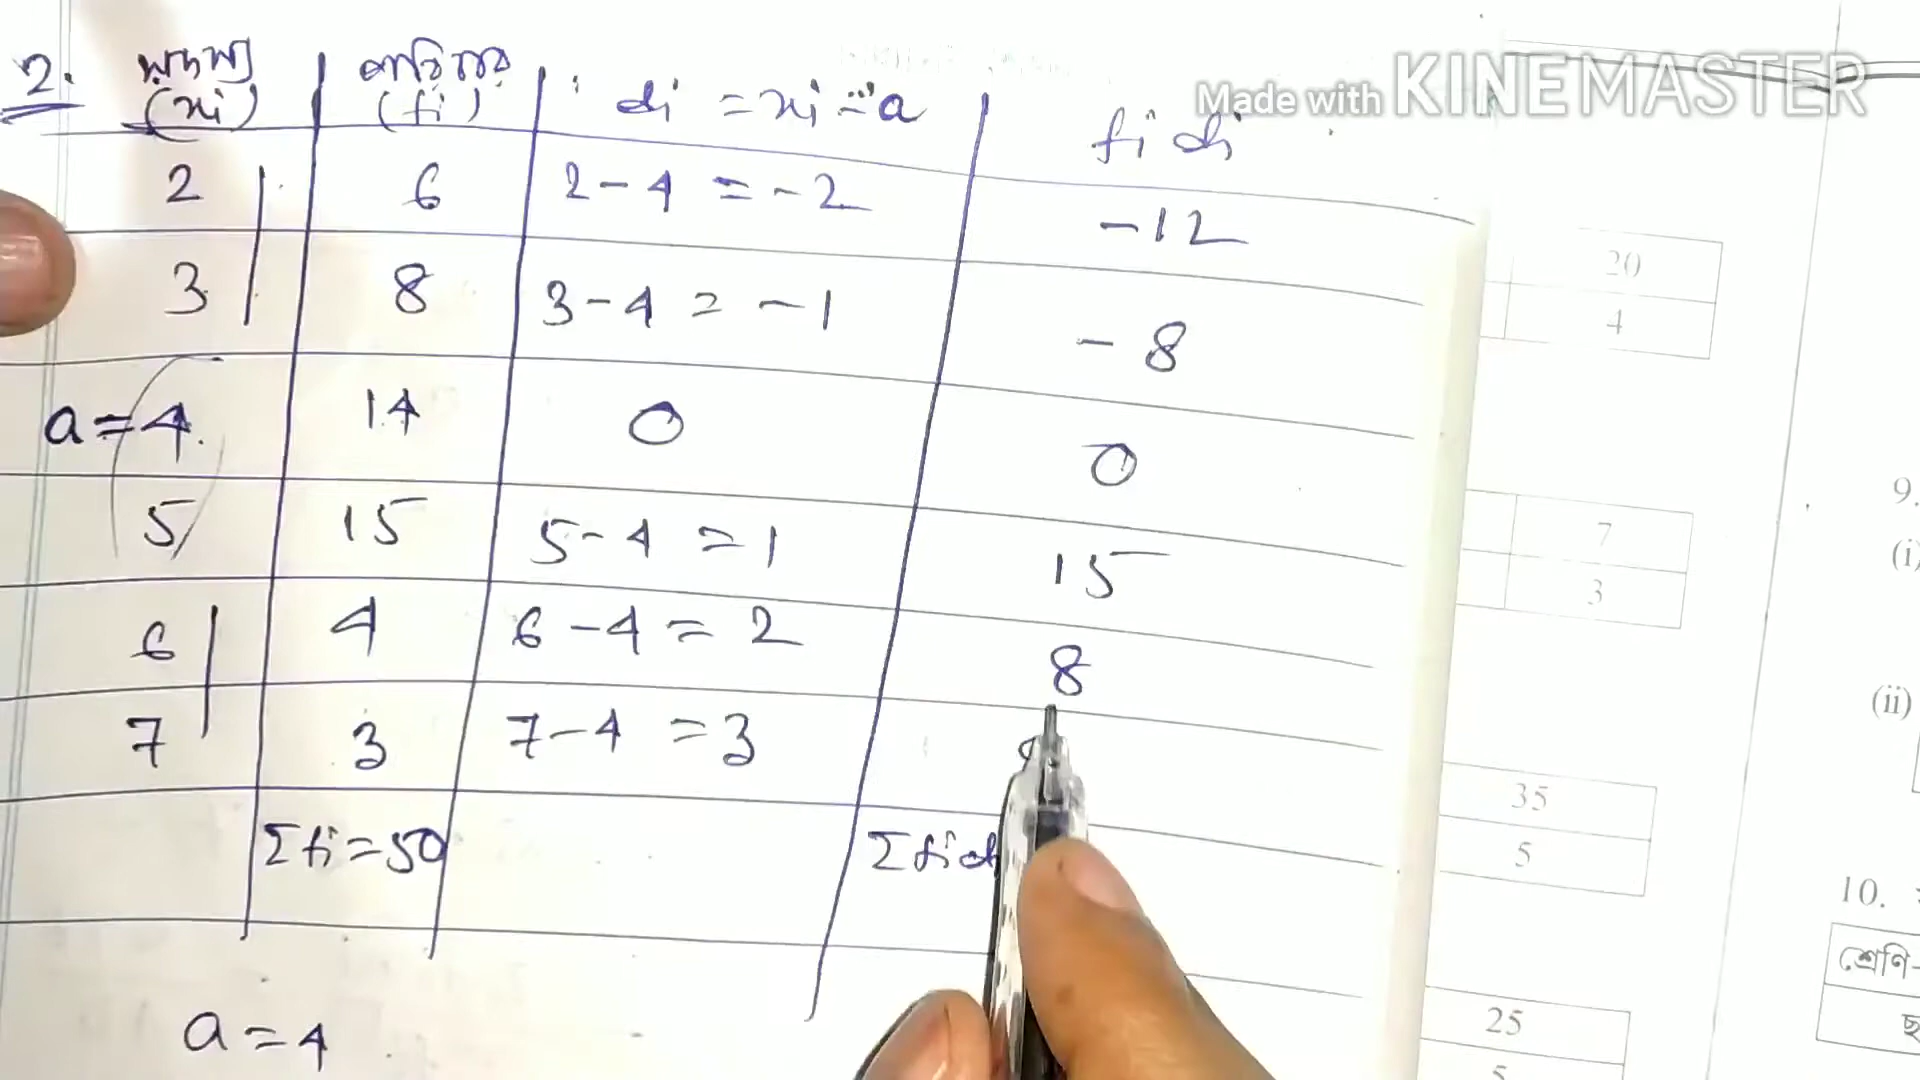 2. সদস্য (xi) পরিবার (fi) di = xi - a fi di
2 6 2 - 4 = -2 -12
3 8 3 - 4 = -1 -8
a = 4. 14 0 0
5 15 5 - 4 = 1 15
6 4 6 - 4 = 2 8
7 3 7 - 4 = 3
Σfi = 50 Σfid
a = 4
Made with KINEMASTER
20
4
7
3
35
5
25
5
9.
(i)
(ii)
10.
শ্রেণি-